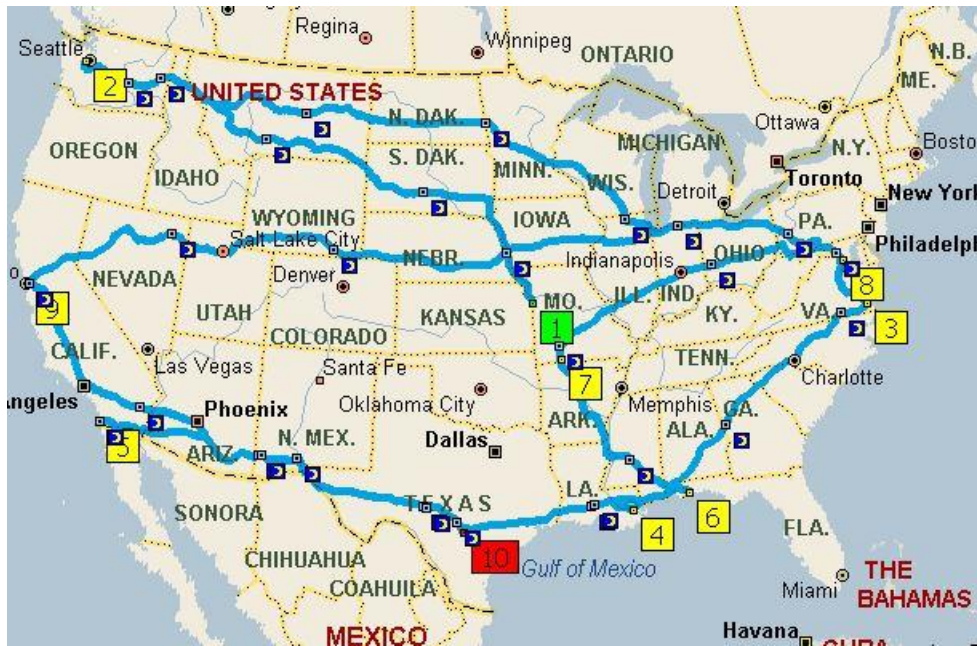 Regina
Winnipeg
ONTARIO
N.B.
Seattle
ME.
2
UNITED STATES
N. DAK.
Ottawa
OREGON
MICHIGAN
N.Y.
Bosto
S. DAK.
MINN.
Toronto
IDAHO
WIS.
Detroit
New York
WYOMING
IOWA
PA.
Salt Lake City
Philadelph
NEBR.
OHIO
Indianapolis
NEVADA
Denver
8
o
9
UTAH
KANSAS
MO.
ILL.
IND.
VA.
3
1
KY.
COLORADO
CALIF.
TENN.
Las Vegas
Santa Fe
7
Charlotte
ngeles
Oklahoma City
Memphis
Phoenix
ARK.
GA.
ALA.
5
ARIZ.
N. MEX.
Dallas
TEXAS
LA.
SONORA
4
6
FLA.
CHIHUAHUA
10
Gulf of Mexico
COAHUILA
Miami
THE
BAHAMAS
MEXICO
Havana
CUBA